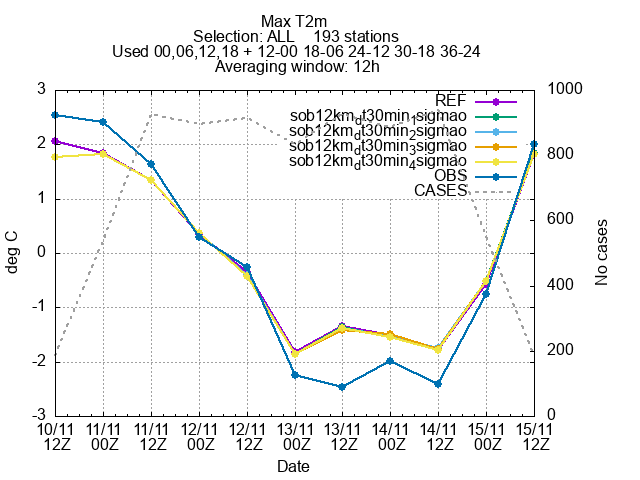 Max T2m
Selection: ALL 193 stations
Used 00,06,12,18 + 12-00 18-06 24-12 30-18 36-24
Averaging window: 12h
3
2
1
0
-1
-2
-3
deg C
1000
800
600
400
200
0
No cases
REF
sob12km_dt30min_1sigmao
sob12km_dt30min_2sigmao
sob12km_dt30min_3sigmao
sob12km_dt30min_4sigmao
OBS
CASES
10/11 11/11 11/11 12/11 12/11 13/11 13/11 14/11 14/11 15/11 15/11
12Z 00Z 12Z 00Z 12Z 00Z 12Z 00Z 12Z 00Z 12Z
Date